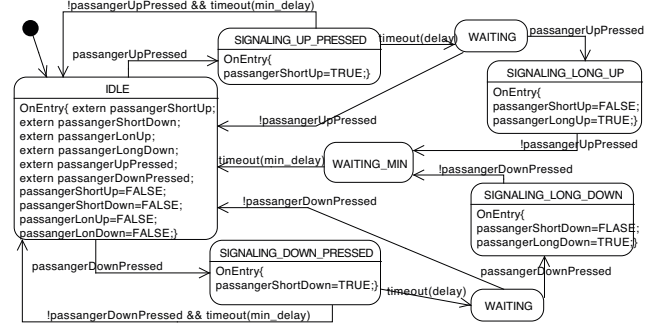 !passangerUpPressed && timeout(min_delay)
passangerUpPressed
SIGNALING_UP_PRESSED
OnEntry{
passangerShortUp=TRUE;}
timeout(delay)
WAITING
passangerUpPressed
SIGNALING_LONG_UP
OnEntry{
passangerShortUp=FALSE;
passangerLongUp=TRUE;}
IDLE
OnEntry{ extern passangerShortUp;
extern passangerShortDown;
extern passangerLonUp;
extern passangerLongDown;
extern passangerUpPressed;
extern passangerDownPressed;
passangerShortUp=FALSE;
passangerShortDown=FALSE;
passangerLonUp=FALSE;
passangerLonDown=FALSE;}
!passangerUpPressed
!passangerUpPressed
timeout(min_delay)
WAITING_MIN
!passangerDownPressed
SIGNALING_LONG_DOWN
OnEntry{
passangerShortDown=FLASE;
passangerLongDown=TRUE;}
!passangerDownPressed
passangerDownPressed
SIGNALING_DOWN_PRESSED
OnEntry{
passangerShortDown=TRUE;}
timeout(delay)
passangerDownPressed
WAITING
!passangerDownPressed && timeout(min_delay)